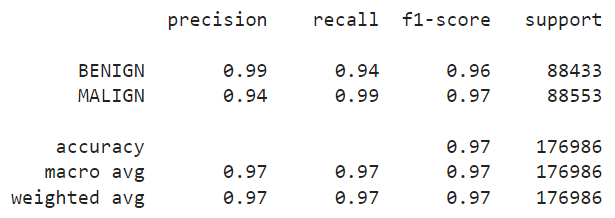 precision recall f1-score support
BENIGN 0.99 0.94 0.96 88433
MALIGN 0.94 0.99 0.97 88553
accuracy 0.97 176986
macro avg 0.97 0.97 0.97 176986
weighted avg 0.97 0.97 0.97 176986